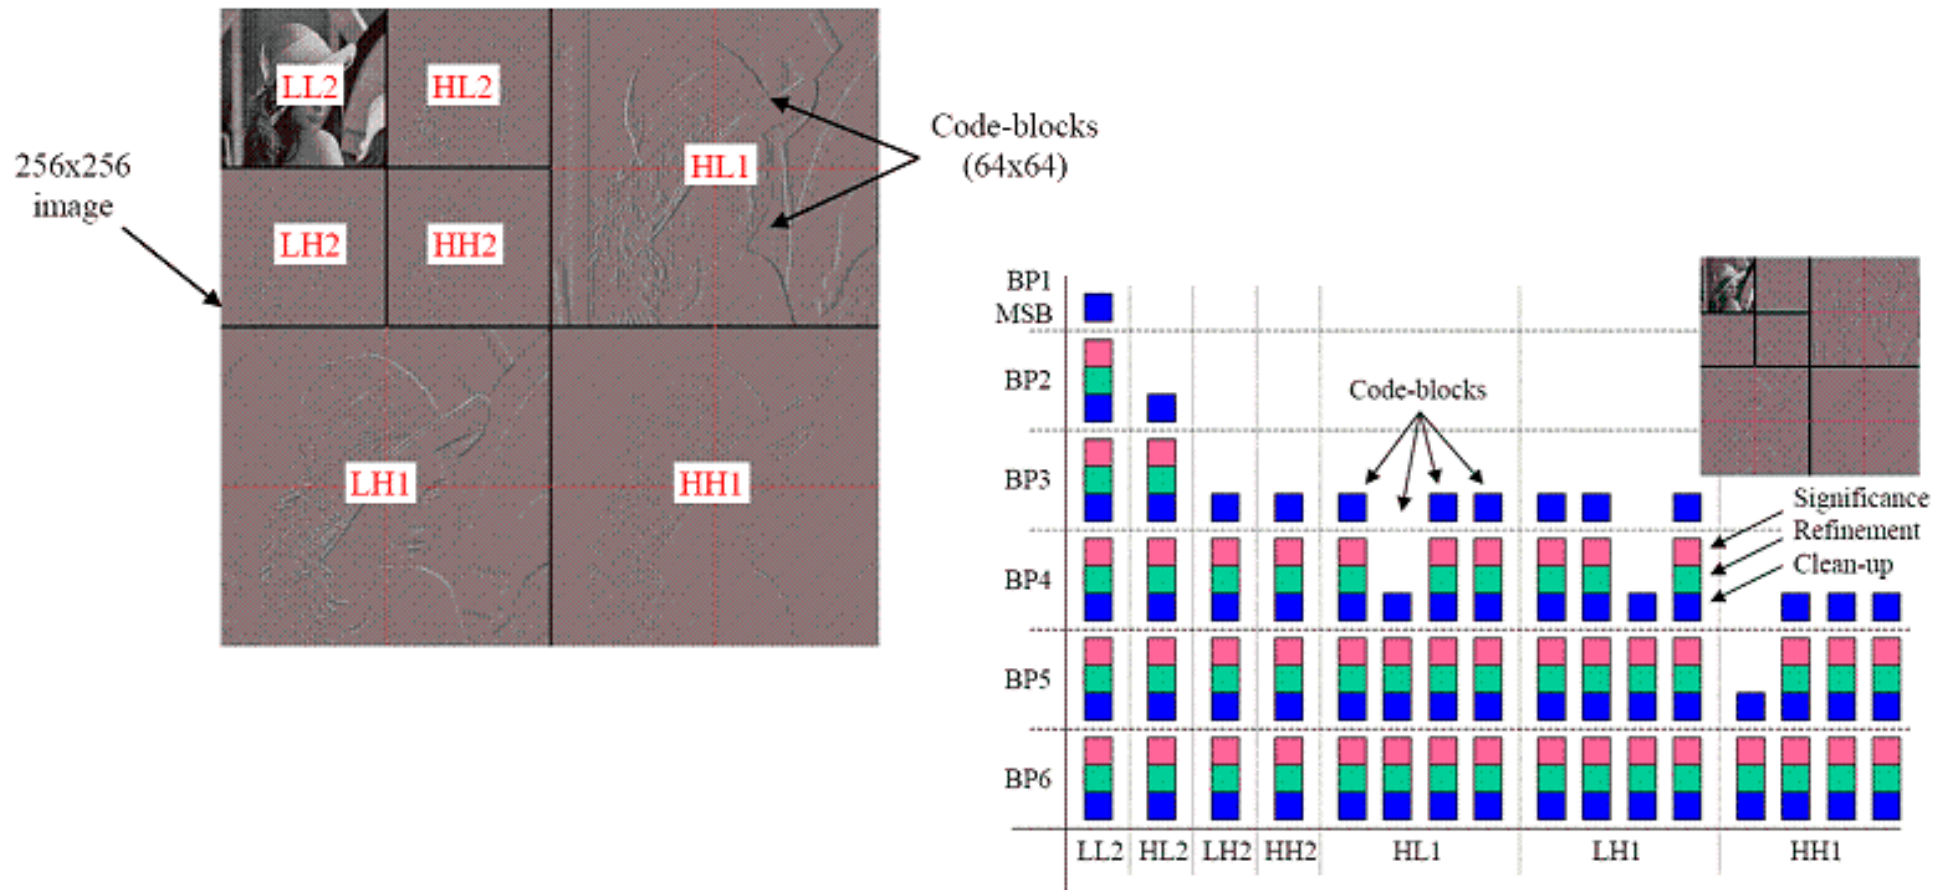 LL2
HL2
HL1
LH2
HH2
LH1
HH1
256x256
image
Code-blocks
(64x64)
BP1
MSB
BP2
BP3
BP4
BP5
BP6
Code-blocks
Significance
Refinement
Clean-up
LL2 HL2 LH2 HH2 HL1 LH1 HH1